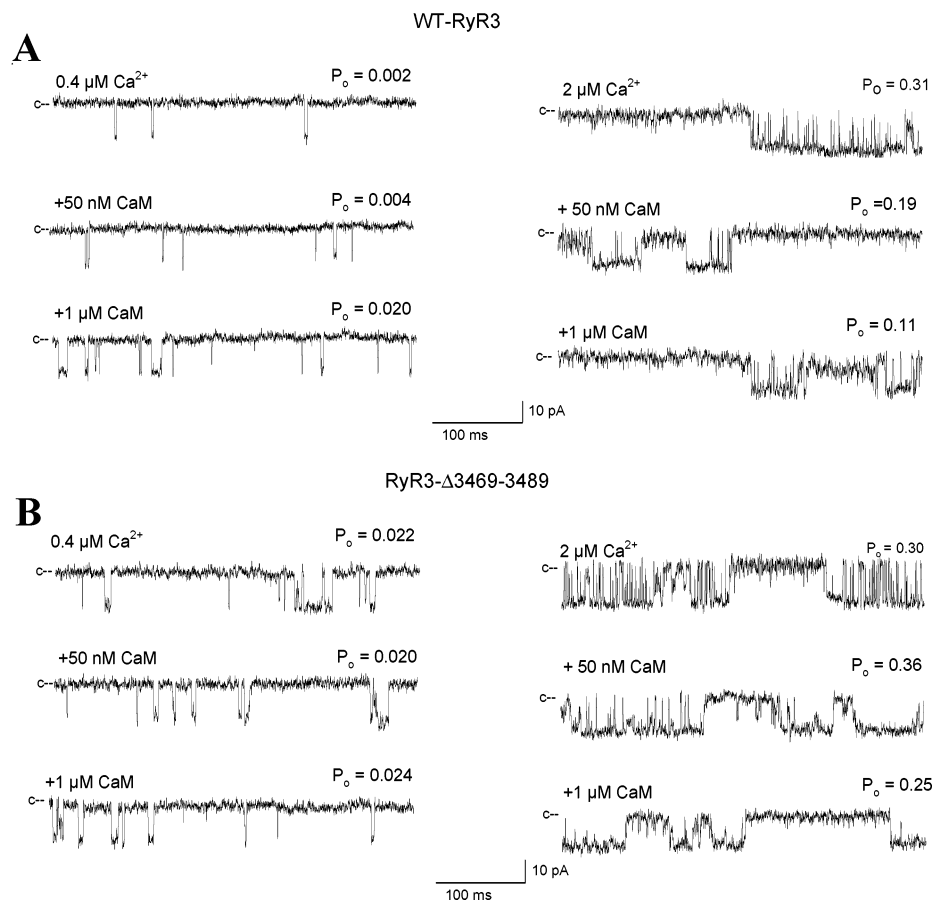 WT-RyR3
A
0.4 µM Ca²⁺
Pₒ = 0.002
c--
+50 nM CaM
Pₒ = 0.004
c--
+1 µM CaM
Pₒ = 0.020
c--
2 µM Ca²⁺
P_O = 0.31
c--
+ 50 nM CaM
Pₒ =0.19
c--
+1 µM CaM
Pₒ = 0.11
c--
10 pA
100 ms
RyR3-Δ3469-3489
B
0.4 µM Ca²⁺
Pₒ = 0.022
c--
+50 nM CaM
Pₒ = 0.020
c--
+1 µM CaM
Pₒ = 0.024
c--
2 µM Ca²⁺
Pₒ = 0.30
c--
+ 50 nM CaM
Pₒ = 0.36
c--
+1 µM CaM
Pₒ = 0.25
c--
10 pA
100 ms